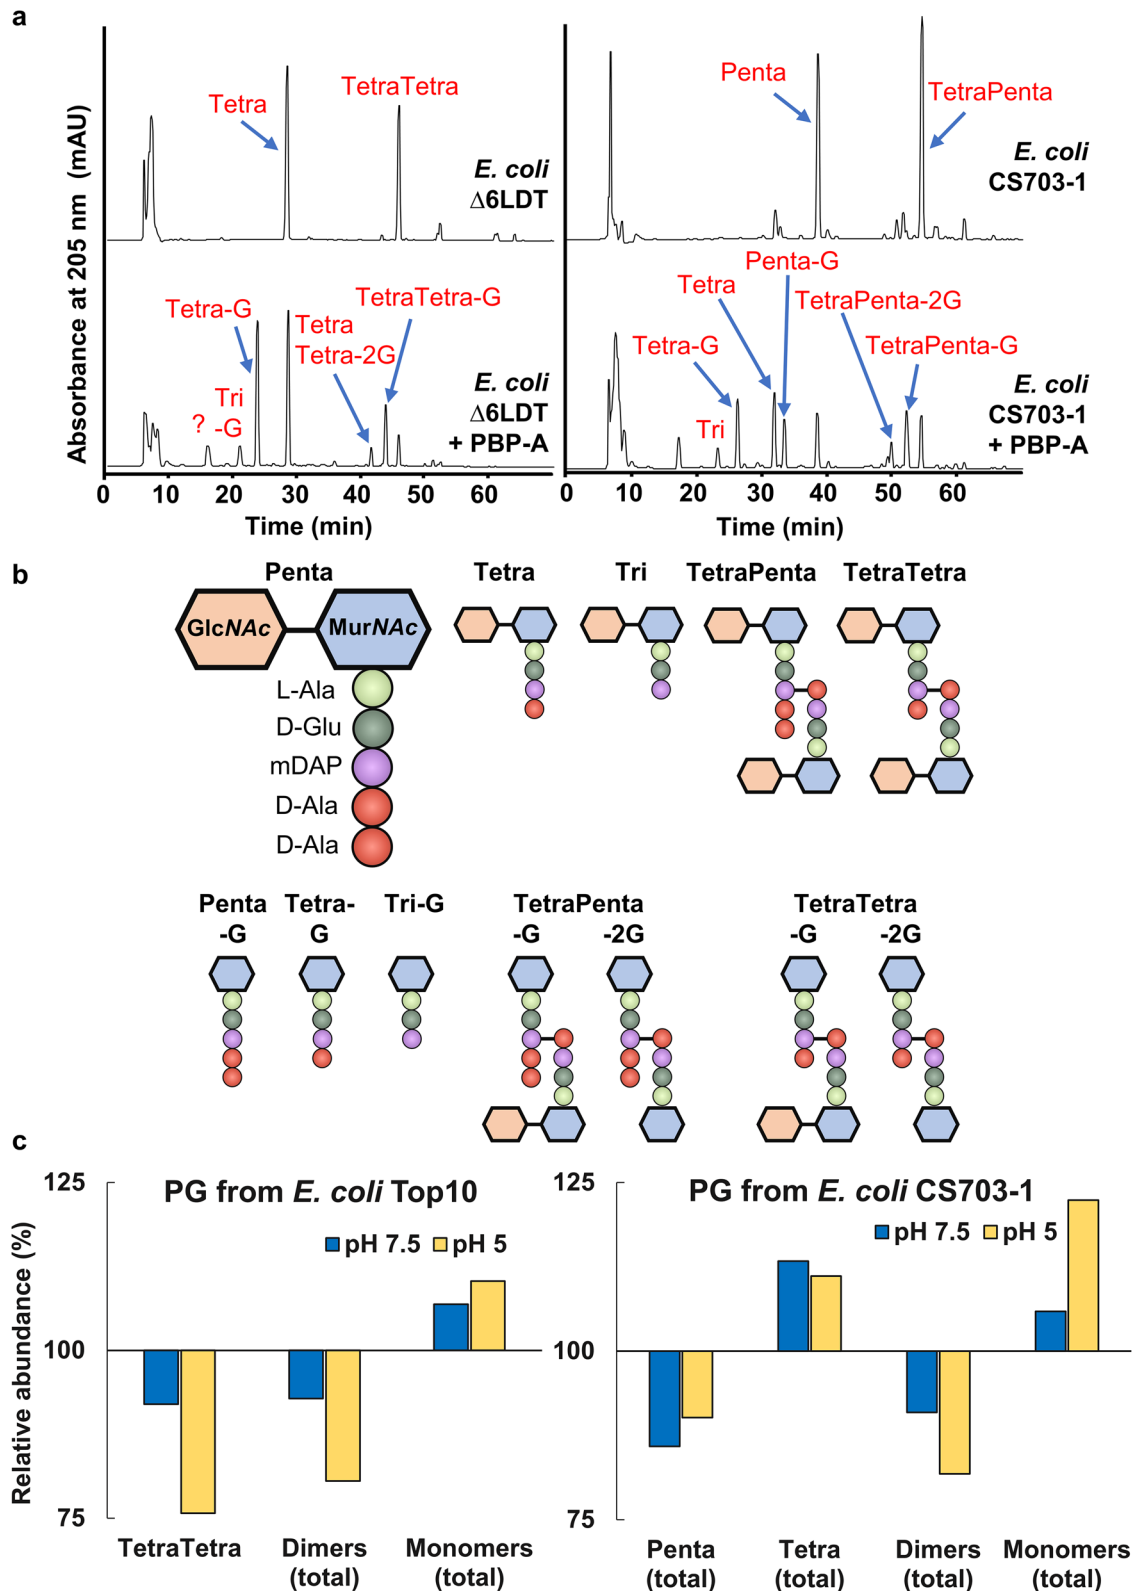 a
Absorbance at 205 nm (mAU)
Tetra
TetraTetra
E. coli
Δ6LDT
Penta
TetraPenta
E. coli
CS703-1
Tetra-G
Tetra
Tetra-2G
TetraTetra-G
Tri
-G
?
E. coli
Δ6LDT
+ PBP-A
0 10 20 30 40 50 60
Time (min)
Penta-G
Tetra
TetraPenta-2G
Tetra-G
TetraPenta-G
Tri
E. coli
CS703-1
+ PBP-A
0 10 20 30 40 50 60
Time (min)
b
Penta Tetra Tri TetraPenta TetraTetra
GlcNAc MurNAc
L-Ala
D-Glu
mDAP
D-Ala
D-Ala
Penta
-G
Tetra-
G
Tri-G
TetraPenta
-G -2G
TetraTetra
-G -2G
c
Relative abundance (%)
125
100
75
PG from E. coli Top10
pH 7.5 pH 5
TetraTetra
Dimers
(total)
Monomers
(total)
125
100
75
PG from E. coli CS703-1
pH 7.5 pH 5
Penta
(total)
Tetra
(total)
Dimers
(total)
Monomers
(total)